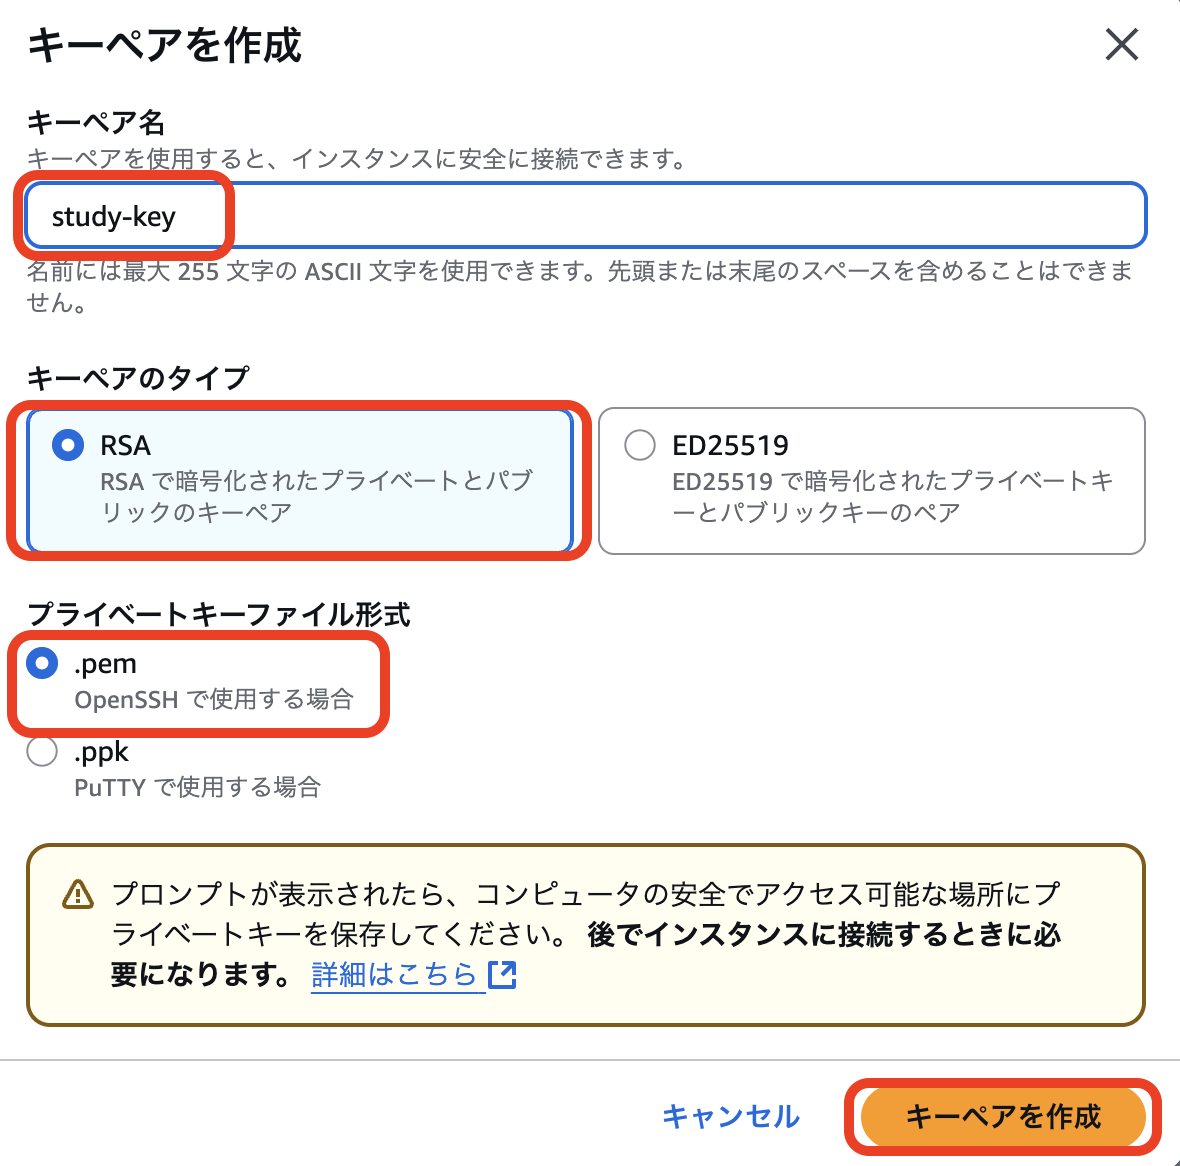 キーペアを作成
キーペア名
キーペアを使用すると、インスタンスに安全に接続できます。
study-key
名前には最大 255 文字の ASCII 文字を使用できます。先頭または末尾のスペースを含めることはできま
せん。
キーペアのタイプ
RSA
RSA で暗号化されたプライベートとパブ
リックのキーペア
ED25519
ED25519 で暗号化されたプライベートキ
ーとパブリックキーのペア
プライベートキーファイル形式
.pem
OpenSSH で使用する場合
.ppk
PuTTY で使用する場合
プロンプトが表示されたら、コンピュータの安全でアクセス可能な場所にプ
ライベートキーを保存してください。 後でインスタンスに接続するときに必
要になります。 詳細はこちら
キャンセル
キーペアを作成